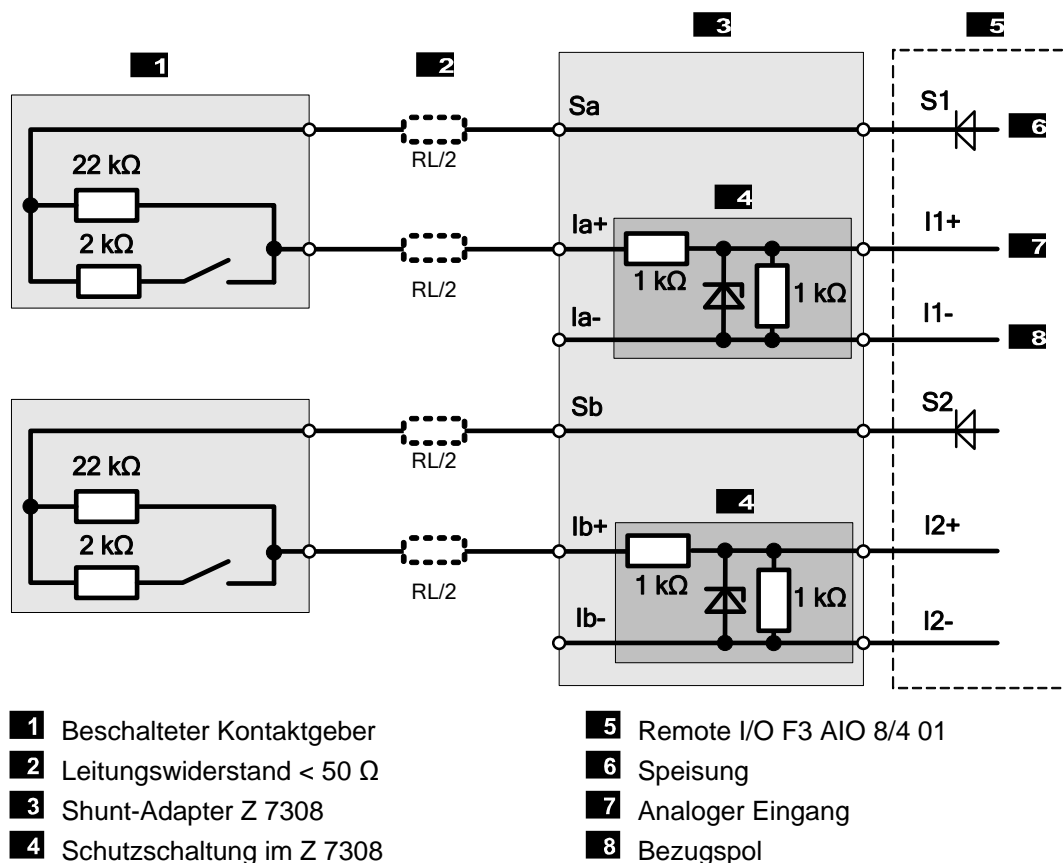 3
5
1
2
Sa
S1
6
RL/2
22 kΩ
4
Ia+
I1+
7
2 kΩ
1 kΩ
1 kΩ
RL/2
Ia-
I1-
8
Sb
S2
RL/2
22 kΩ
4
Ib+
I2+
2 kΩ
1 kΩ
1 kΩ
RL/2
Ib-
I2-
1 Beschalteter Kontaktgeber
2 Leitungswiderstand < 50 Ω
3 Shunt-Adapter Z 7308
4 Schutzschaltung im Z 7308
5 Remote I/O F3 AIO 8/4 01
6 Speisung
7 Analoger Eingang
8 Bezugspol